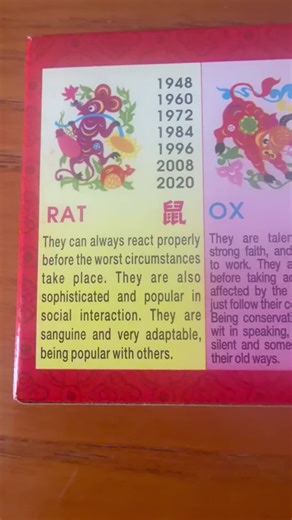 1948
1960
1972
1984
1996
2008
2020
RAT 鼠
They can always react properly
before the worst circumstances
take place. They are also
sophisticated and popular in
social interaction. They are
sanguine and very adaptable,
being popular with others.
OX
They are
strong faith, and
to work. They
before taking
affected by the
just follow their
Being
wit in speaking,
silent and
their old ways.